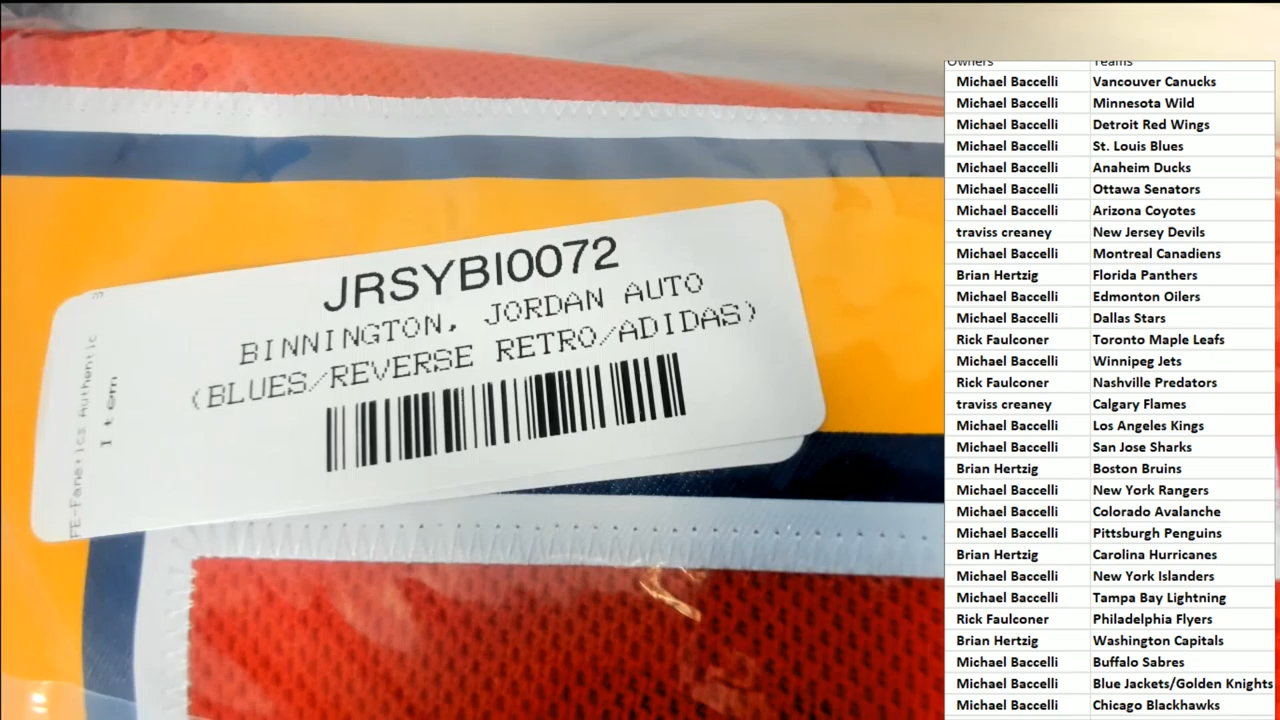 JRSYBI0072
BINNINGTON, JORDAN AUTO
(BLUES/REVERSE RETRO/ADIDAS)
FE-Fanatics Authentic
Item
Owners Teams
Michael Baccelli Vancouver Canucks
Michael Baccelli Minnesota Wild
Michael Baccelli Detroit Red Wings
Michael Baccelli St. Louis Blues
Michael Baccelli Anaheim Ducks
Michael Baccelli Ottawa Senators
Michael Baccelli Arizona Coyotes
traviss creaney New Jersey Devils
Michael Baccelli Montreal Canadiens
Brian Hertzig Florida Panthers
Michael Baccelli Edmonton Oilers
Michael Baccelli Dallas Stars
Rick Faulconer Toronto Maple Leafs
Michael Baccelli Winnipeg Jets
Rick Faulconer Nashville Predators
traviss creaney Calgary Flames
Michael Baccelli Los Angeles Kings
Michael Baccelli San Jose Sharks
Brian Hertzig Boston Bruins
Michael Baccelli New York Rangers
Michael Baccelli Colorado Avalanche
Michael Baccelli Pittsburgh Penguins
Brian Hertzig Carolina Hurricanes
Michael Baccelli New York Islanders
Michael Baccelli Tampa Bay Lightning
Rick Faulconer Philadelphia Flyers
Brian Hertzig Washington Capitals
Michael Baccelli Buffalo Sabres
Michael Baccelli Blue Jackets/Golden Knights
Michael Baccelli Chicago Blackhawks